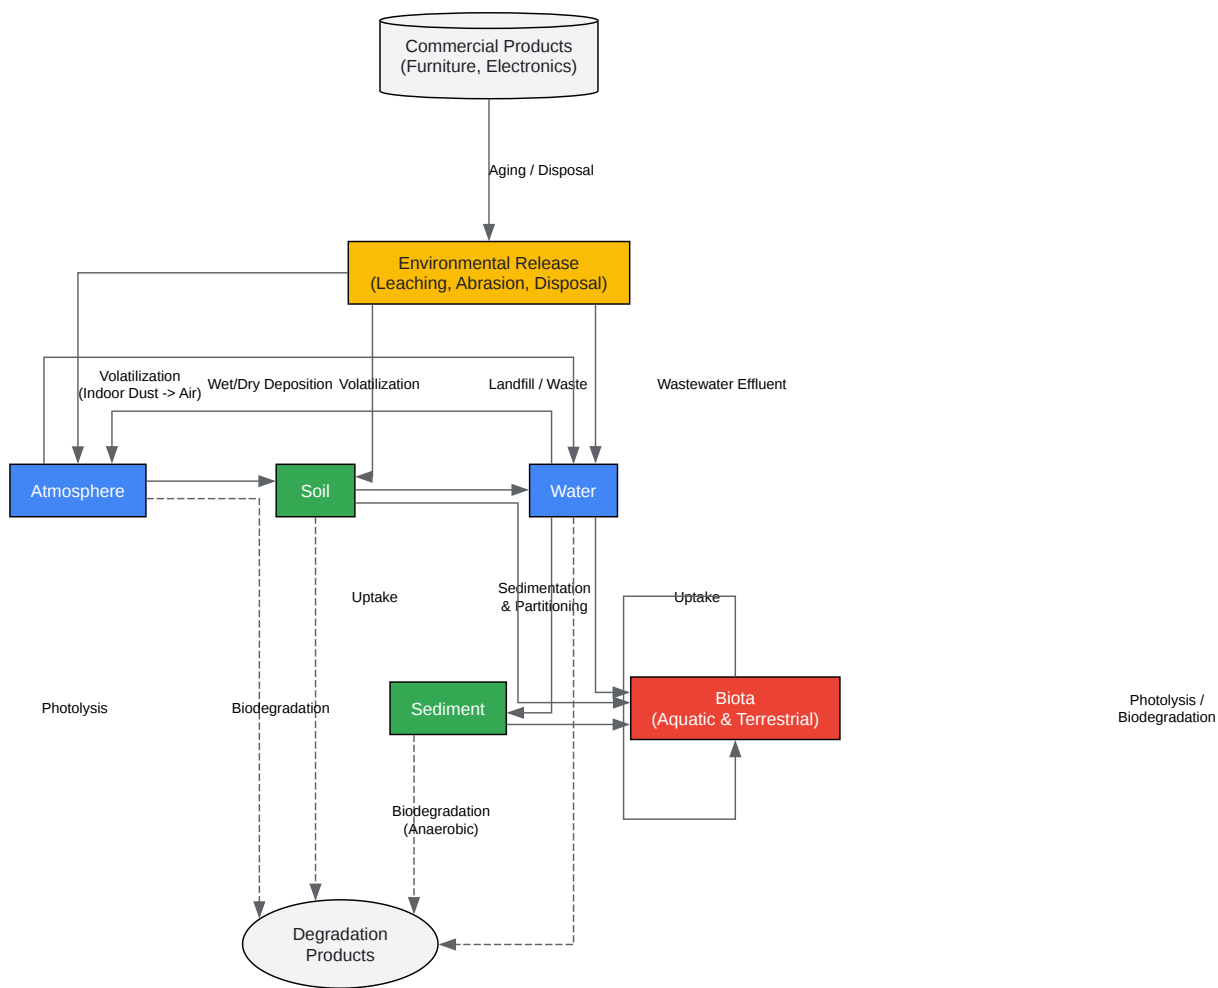 Commercial Products
(Furniture, Electronics)
Aging / Disposal
Environmental Release
(Leaching, Abrasion, Disposal)
Volatilization
(Indoor Dust -> Air)
Wet/Dry Deposition
Volatilization
Landfill / Waste
Wastewater Effluent
Atmosphere
Soil
Water
Uptake
Sedimentation
& Partitioning
Uptake
Photolysis
Biodegradation
Sediment
Biota
(Aquatic & Terrestrial)
Photolysis /
Biodegradation
Biodegradation
(Anaerobic)
Degradation
Products